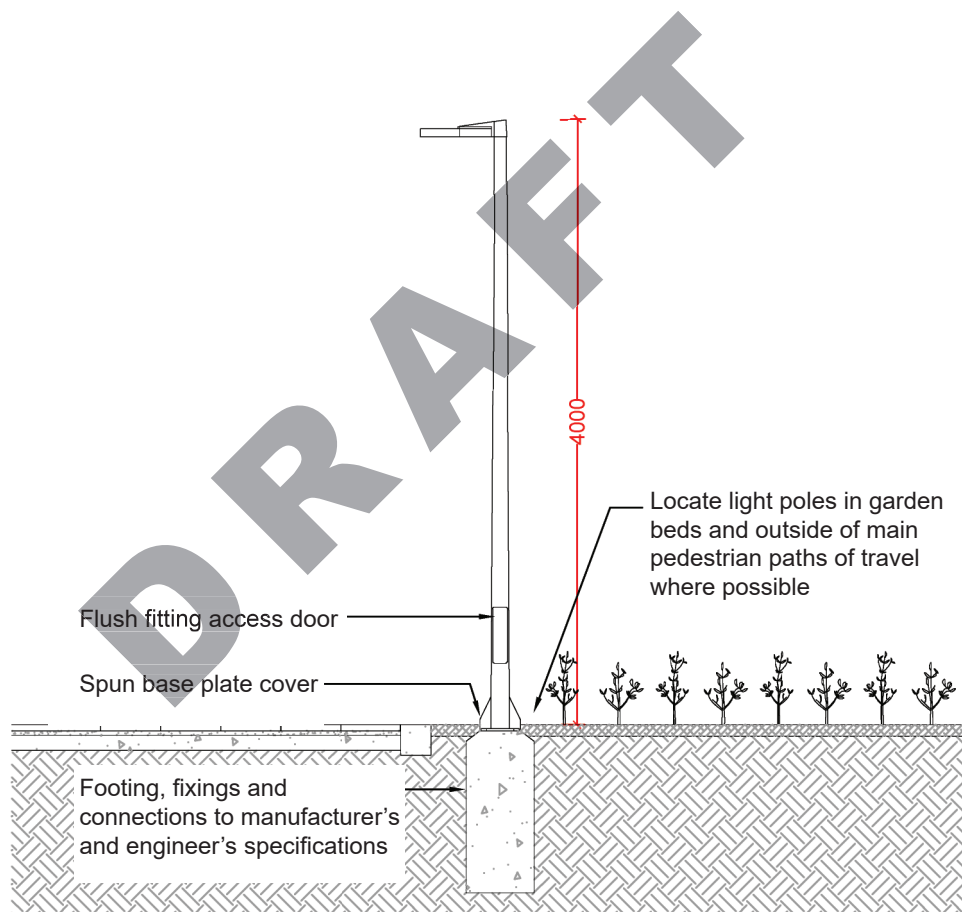 DRAFT
4000
Locate light poles in garden
beds and outside of main
pedestrian paths of travel
where possible
Flush fitting access door
Spun base plate cover
Footing, fixings and
connections to manufacturer’s
and engineer’s specifications